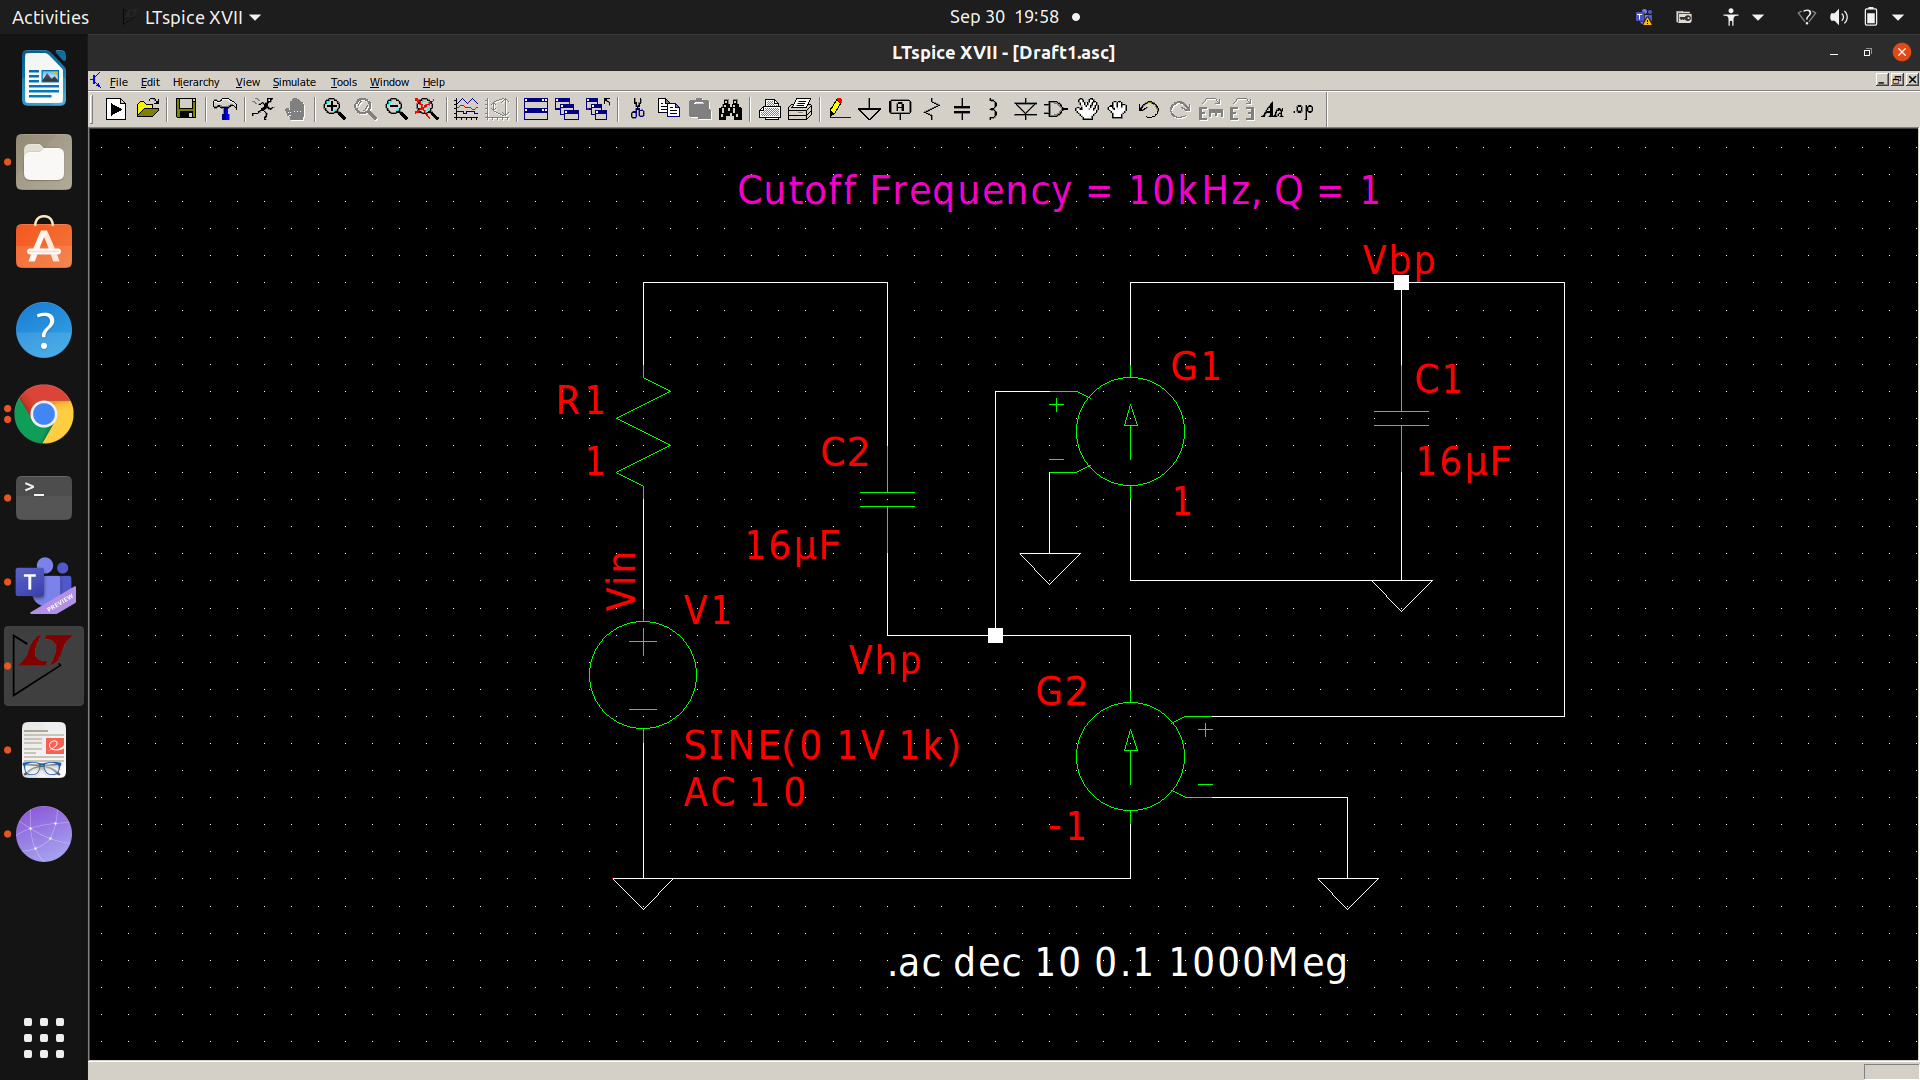 Activities
LTspice XVII
Sep 30 19:58
LTspice XVII - [Draft1.asc]
File Edit Hierarchy View Simulate Tools Window Help
Cutoff Frequency = 10kHz, Q = 1
Vbp
G1
C1
R1
+
1
C2
−
16µF
1
16µF
Vin
V1
+
Vhp
G2
+
−
SINE(0 1V 1k)
−
AC 1 0
-1
.ac dec 10 0.1 1000Meg